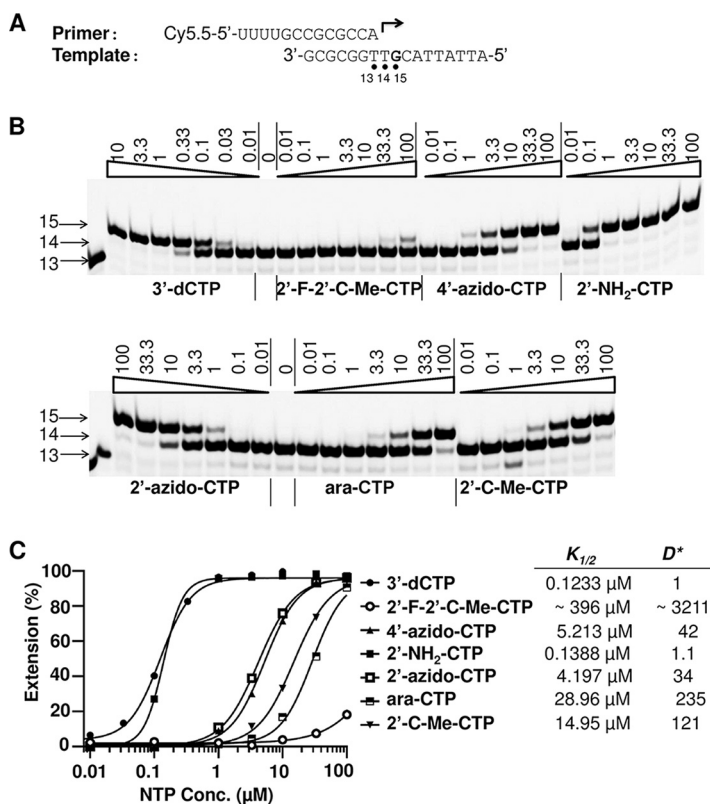 A
Primer: Cy5.5-5'-UUUUGCCGCGCCA
Template: 3'-GCGCGGTTGCATTATTA-5'
13 14 15
B
10 3.3 1 0.33 0.1 0.03 0.01 0 0.01 0.1 1 3.3 10 33.3 100 0.01 0.1 1 3.3 10 33.3 100 0.01 0.1 1 3.3 10 33.3 100
15
14
13
3'-dCTP 2'-F-2'-C-Me-CTP 4'-azido-CTP 2'-NH2-CTP
100 33.3 10 3.3 1 0.1 0.01 0 0.01 0.1 1 3.3 10 33.3 100 0.01 0.1 1 3.3 10 33.3 100
15
14
13
2'-azido-CTP ara-CTP 2'-C-Me-CTP
C
Extension (%)
100
80
60
40
20
0
0.01 0.1 1 10 100
NTP Conc. (µM)
K1/2 D*
3'-dCTP 0.1233 µM 1
2'-F-2'-C-Me-CTP ~ 396 µM ~ 3211
4'-azido-CTP 5.213 µM 42
2'-NH2-CTP 0.1388 µM 1.1
2'-azido-CTP 4.197 µM 34
ara-CTP 28.96 µM 235
2'-C-Me-CTP 14.95 µM 121